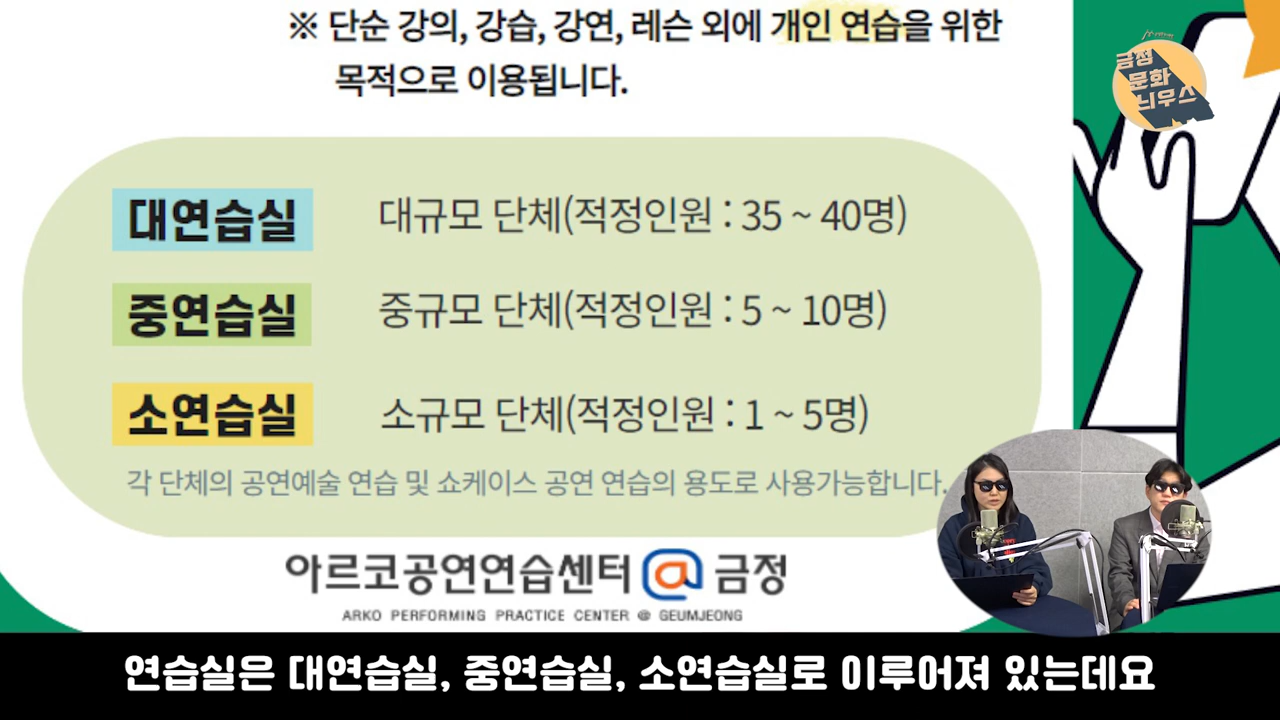 ※ 단순 강의, 강습, 강연, 레슨 외에 개인 연습을 위한
목적으로 이용됩니다.
금정
문화
늬우스
대연습실 대규모 단체(적정인원 : 35 ~ 40명)
중연습실 중규모 단체(적정인원 : 5 ~ 10명)
소연습실 소규모 단체(적정인원 : 1 ~ 5명)
각 단체의 공연예술 연습 및 쇼케이스 공연 연습의 용도로 사용가능합니다.
아르코공연연습센터@금정
ARKO PERFORMING PRACTICE CENTER @ GEUMJEONG
연습실은 대연습실, 중연습실, 소연습실로 이루어져 있는데요